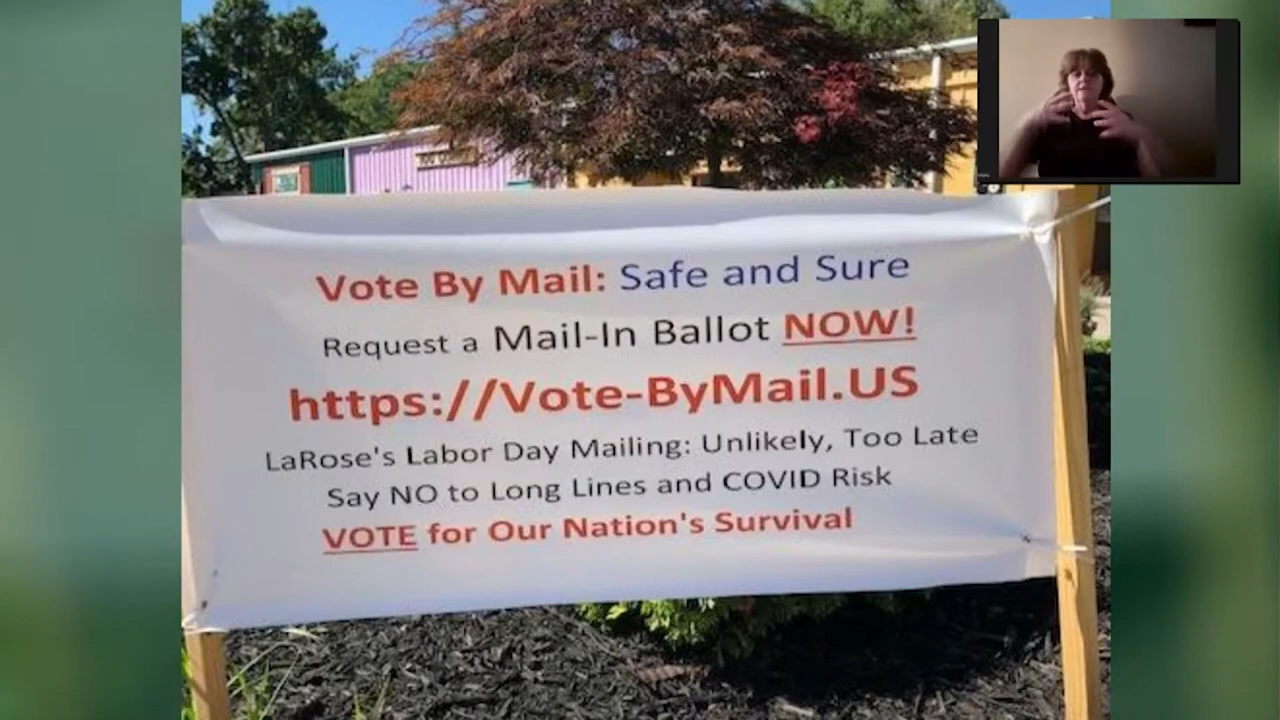 Vote By Mail: Safe and Sure
Request a Mail-In Ballot NOW!
https://Vote-ByMail.US
LaRose's Labor Day Mailing: Unlikely, Too Late
Say NO to Long Lines and COVID Risk
VOTE for Our Nation's Survival